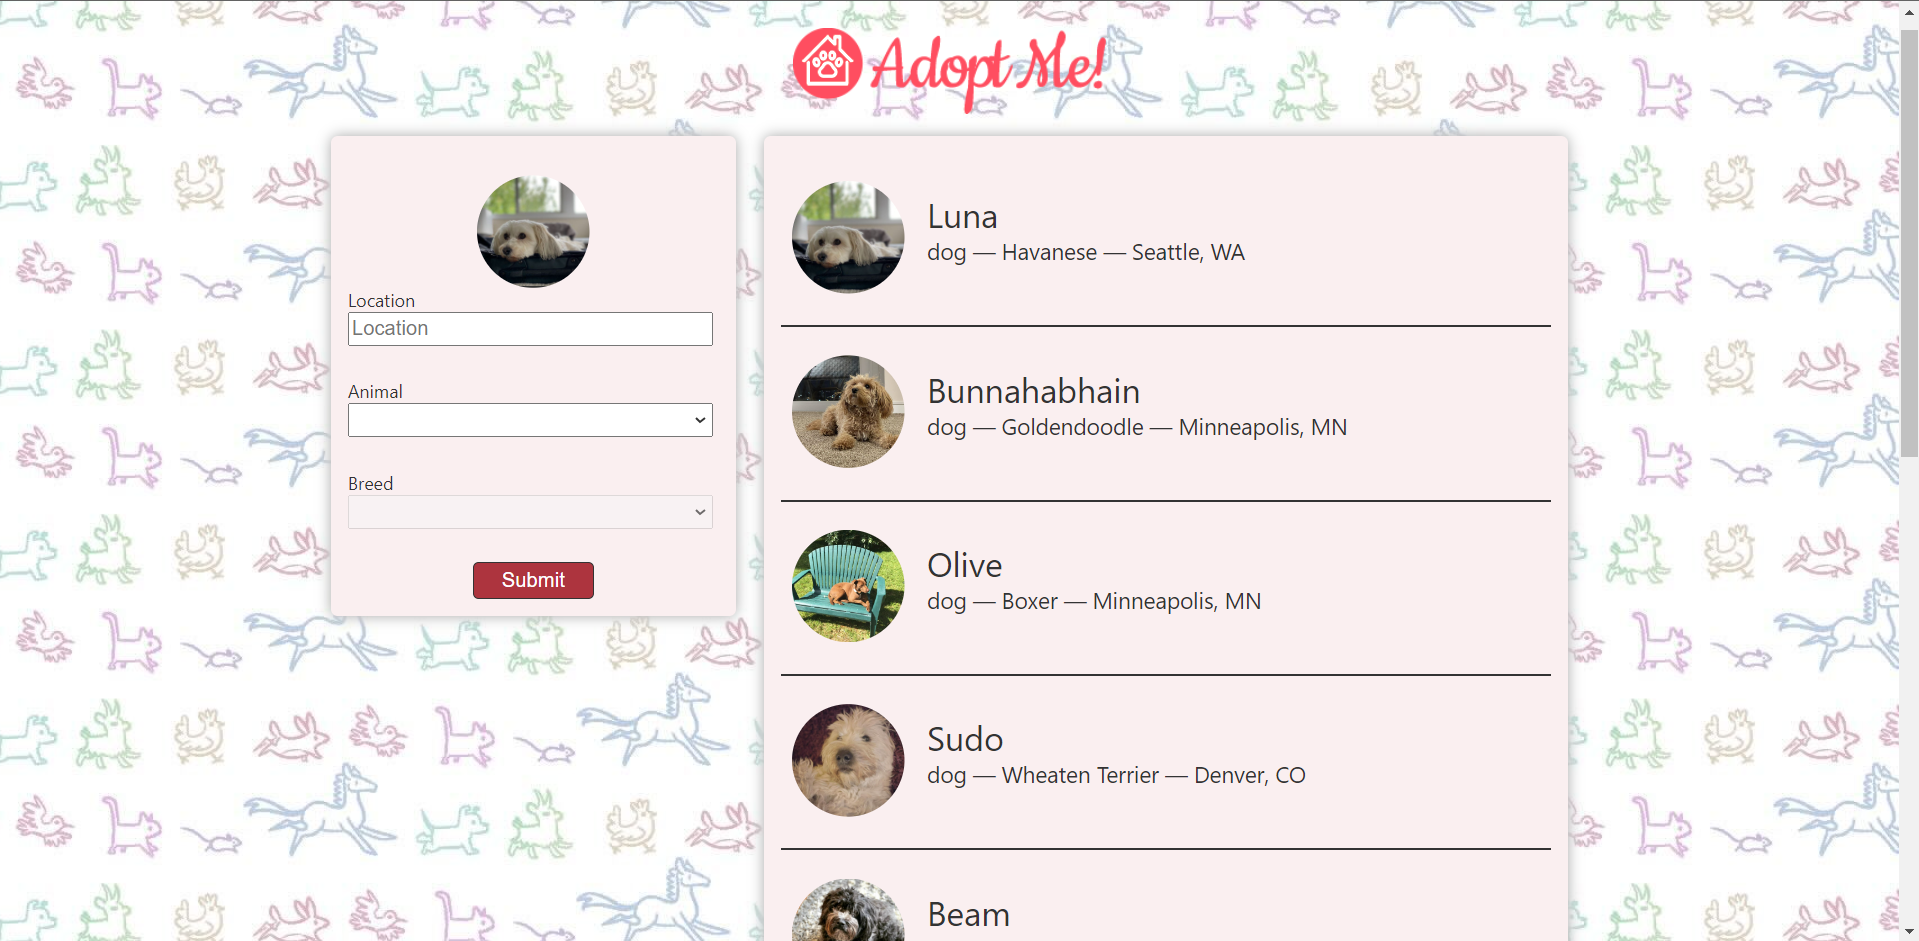 Adopt Me!
Location
Location
Animal
Breed
Submit
Luna
dog — Havanese — Seattle, WA
Bunnahabhain
dog — Goldendoodle — Minneapolis, MN
Olive
dog — Boxer — Minneapolis, MN
Sudo
dog — Wheaten Terrier — Denver, CO
Beam